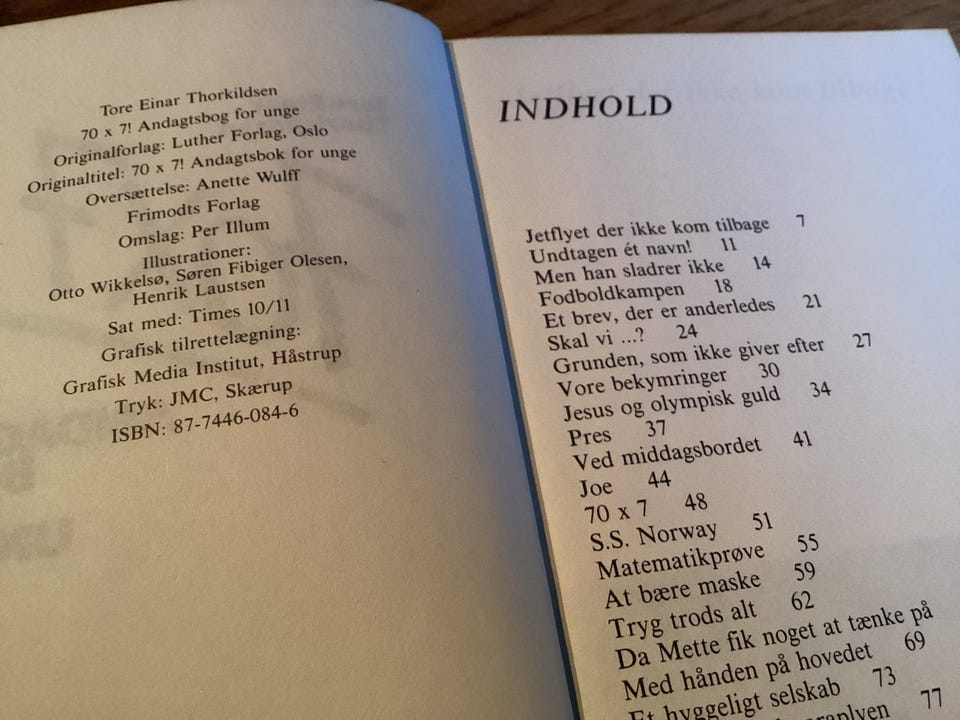 Tore Einar Thorkildsen
70 x 7! Andagtsbog for unge
Originalforlag: Luther Forlag, Oslo
Originaltitel: 70 x 7! Andagtsbok for unge
Oversættelse: Anette Wulff
Frimodts Forlag
Omslag: Per Illum
Illustrationer:
Otto Wikkelsø, Søren Fibiger Olesen,
Henrik Laustsen
Sat med: Times 10/11
Grafisk tilrettelægning:
Grafisk Media Institut, Håstrup
Tryk: JMC, Skærup
ISBN: 87-7446-084-6
INDHOLD
Jetflyet der ikke kom tilbage 7
Undtagen ét navn! 11
Men han sladrer ikke 14
Fodboldkampen 18
Et brev, der er anderledes 21
Skal vi ...? 24
Grunden, som ikke giver efter 27
Vore bekymringer 30
Jesus og olympisk guld 34
Pres 37
Ved middagsbordet 41
Joe 44
70 x 7 48
S.S. Norway 51
Matematikprøve 55
At bære maske 59
Tryg trods alt 62
Da Mette fik noget at tænke på
Med hånden på hovedet 69
Et hyggeligt selskab 73
77